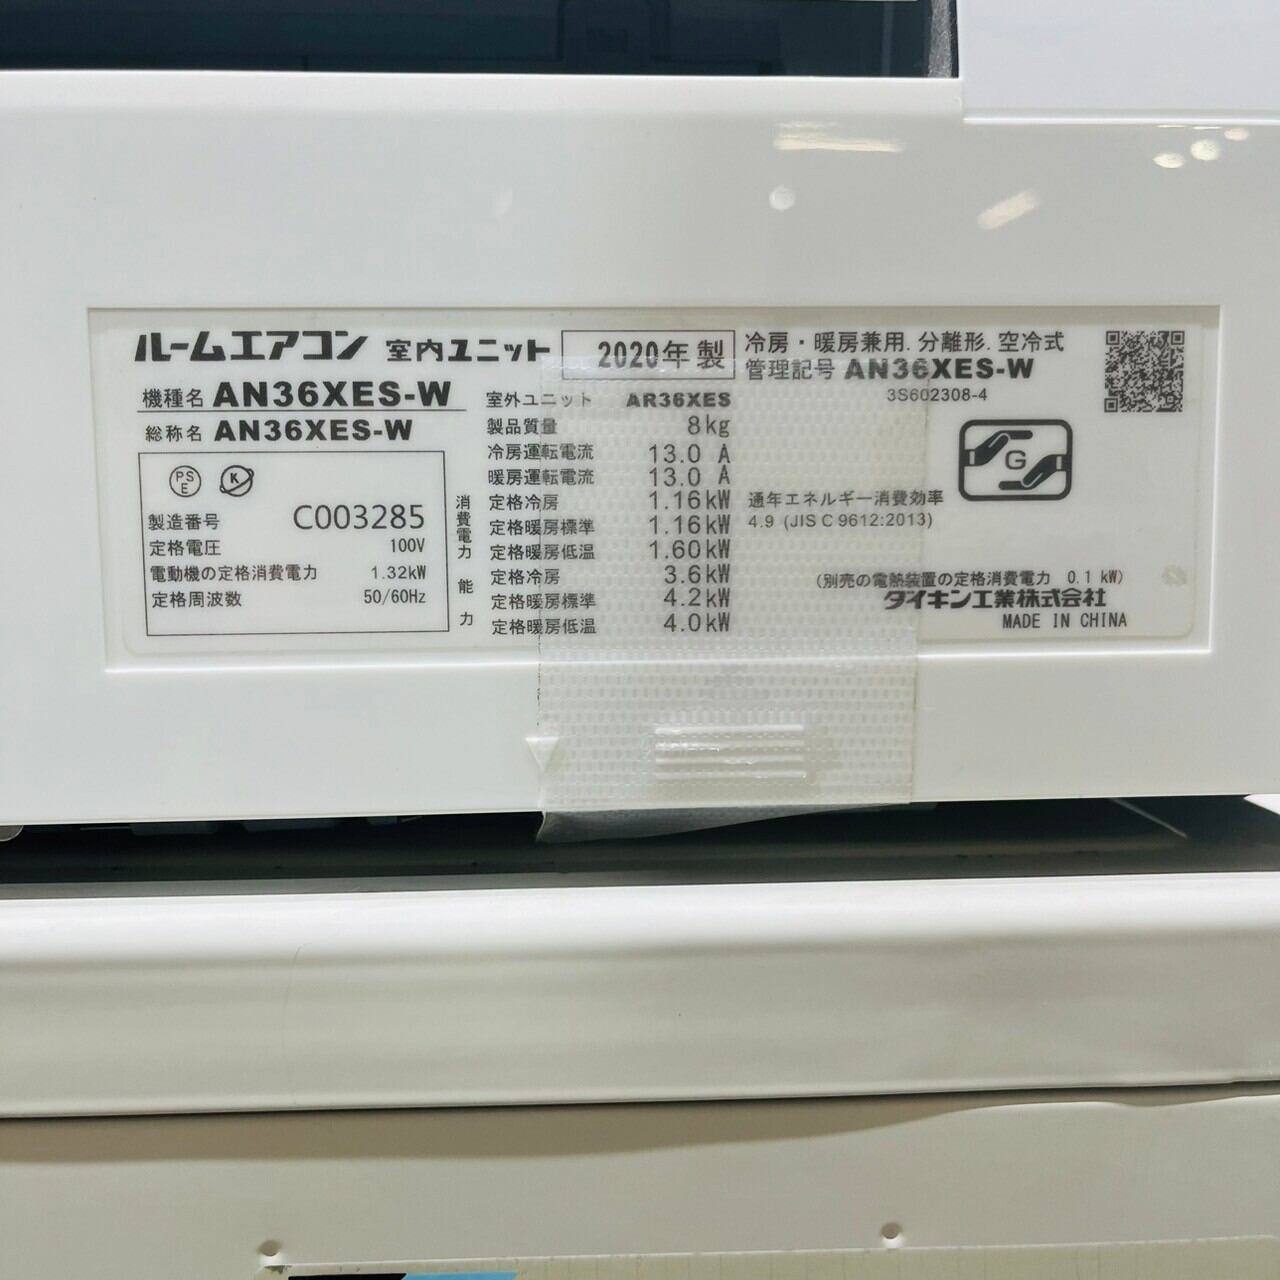 ルームエアコン 室内ユニット 2020年製
機種名 AN36XES-W
総称名 AN36XES-W
PS
E
K
製造番号 C003285
定格電圧 100V
電動機の定格消費電力 1.32kW
定格周波数 50/60Hz
室外ユニット AR36XES
製品質量 8kg
冷房運転電流 13.0 A
暖房運転電流 13.0 A
消費電力
定格冷房 1.16kW
定格暖房標準 1.16kW
定格暖房低温 1.60kW
能力
定格冷房 3.6kW
定格暖房標準 4.2kW
定格暖房低温 4.0kW
冷房・暖房兼用.分離形.空冷式
管理記号 AN36XES-W
3S602308-4
G
通年エネルギー消費効率
4.9 (JIS C 9612:2013)
(別売の電熱装置の定格消費電力 0.1 kW)
ダイキン工業株式会社
MADE IN CHINA